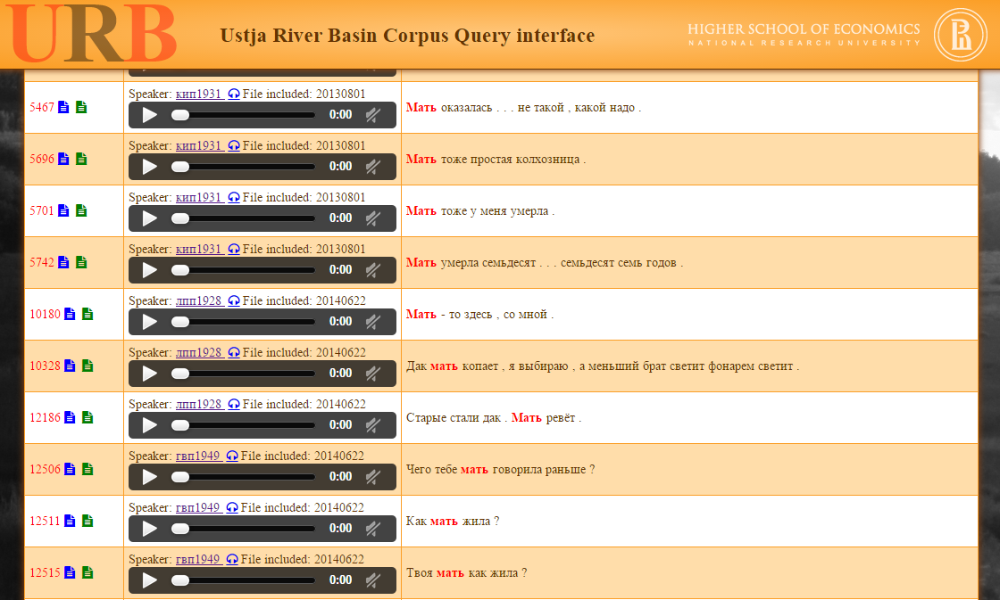 URB
Ustja River Basin Corpus Query interface
HIGHER SCHOOL OF ECONOMICS
NATIONAL RESEARCH UNIVERSITY
5467
Speaker: кип1931 File included: 20130801
0:00
Мать оказалась . . . не такой , какой надо .
5696
Speaker: кип1931 File included: 20130801
0:00
Мать тоже простая колхозница .
5701
Speaker: кип1931 File included: 20130801
0:00
Мать тоже у меня умерла .
5742
Speaker: кип1931 File included: 20130801
0:00
Мать умерла семьдесят . . . семьдесят семь годов .
10180
Speaker: лпп1928 File included: 20140622
0:00
Мать - то здесь , со мной .
10328
Speaker: лпп1928 File included: 20140622
0:00
Дак мать копает , я выбираю , а меньший брат светит фонарем светит .
12186
Speaker: лпп1928 File included: 20140622
0:00
Старые стали дак . Мать ревёт .
12506
Speaker: гвп1949 File included: 20140622
0:00
Чего тебе мать говорила раньше ?
12511
Speaker: гвп1949 File included: 20140622
0:00
Как мать жила ?
12515
Speaker: гвп1949 File included: 20140622
0:00
Твоя мать как жила ?